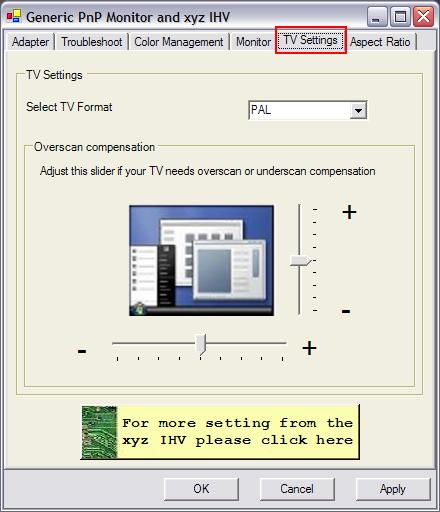 Generic PnP Monitor and xyz IHV
Adapter Troubleshoot Color Management Monitor TV Settings Aspect Ratio
TV Settings
Select TV Format PAL
Overscan compensation
Adjust this slider if your TV needs overscan or underscan compensation
+
-
- +
For more setting from the
xyz IHV please click here
OK Cancel Apply